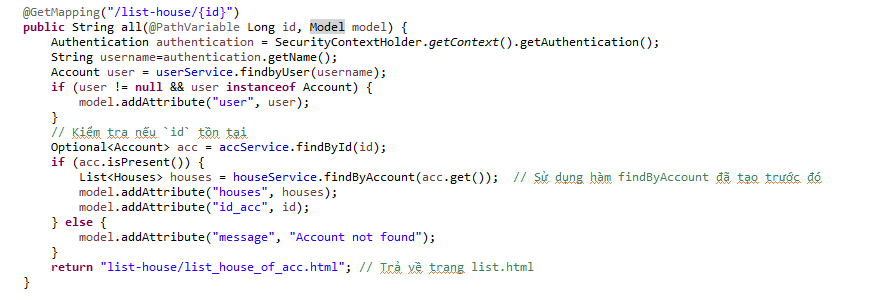 @GetMapping("/list-house/{id}")
public String all(@PathVariable Long id, Model model) {
Authentication authentication = SecurityContextHolder.getContext().getAuthentication();
String username=authentication.getName();
Account user = userService.findbyUser(username);
if (user != null && user instanceof Account) {
model.addAttribute("user", user);
}
// Kiểm tra nếu `id` tồn tại
Optional<Account> acc = accService.findById(id);
if (acc.isPresent()) {
List<Houses> houses = houseService.findByAccount(acc.get());  // Sử dụng hàm findByAccount đã tạo trước đó
model.addAttribute("houses", houses);
model.addAttribute("id_acc", id);
} else {
model.addAttribute("message", "Account not found");
}
return "list-house/list_house_of_acc.html"; // Trả về trang list.html
}